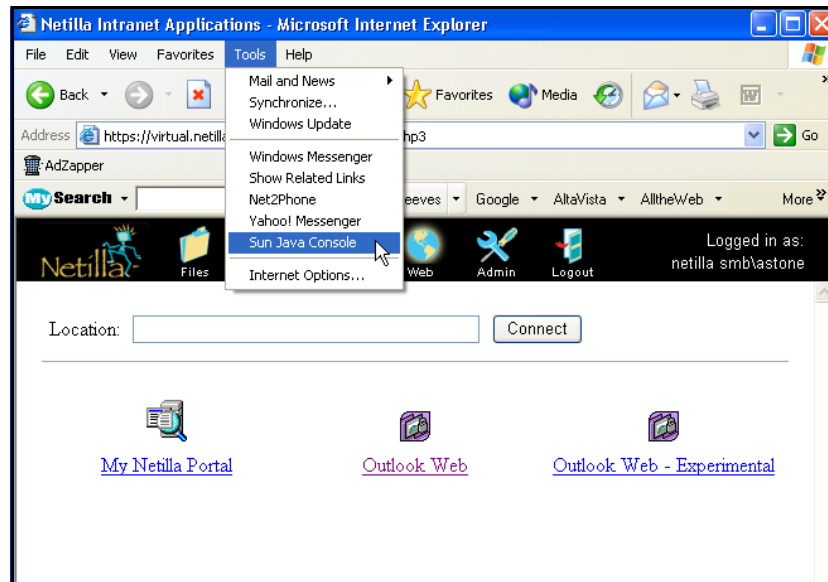 Netilla Intranet Applications - Microsoft Internet Explorer
File Edit View Favorites Tools Help
Back Favorites Media
Address https://virtual.netilla hp3 Go
AdZapper
My Search eeves Google AltaVista AlltheWeb More
Mail and News
Synchronize...
Windows Update
Windows Messenger
Show Related Links
Net2Phone
Yahoo! Messenger
Sun Java Console
Internet Options...
Netilla Files Web Admin Logout
Logged in as:
netilla smb\astone
Location: Connect
My Netilla Portal Outlook Web Outlook Web - Experimental